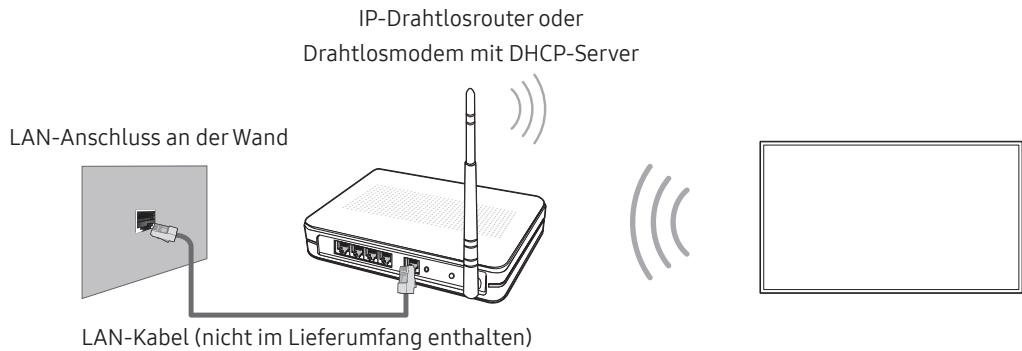 IP-Drahtlosrouter oder
Drahtlosmodem mit DHCP-Server
LAN-Anschluss an der Wand
LAN-Kabel (nicht im Lieferumfang enthalten)